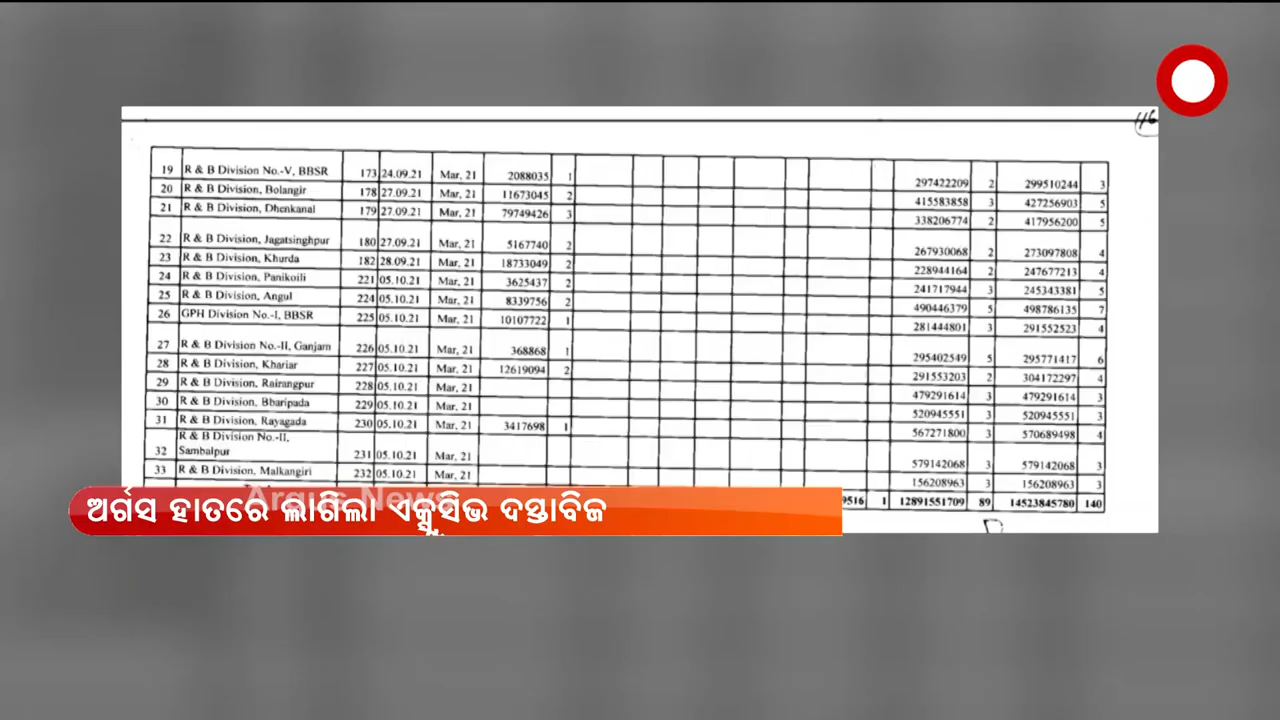 46
19 R & B Division No.-V, BBSR 173 24.09.21 Mar, 21 2088035 1 297422209 2 299510244 3
20 R & B Division, Bolangir 178 27.09.21 Mar, 21 11673045 2 415583858 3 427256903 5
21 R & B Division, Dhenkanal 179 27.09.21 Mar, 21 79749426 3 338206774 2 417956200 5
22 R & B Division, Jagatsinghpur 180 27.09.21 Mar, 21 5167740 2 267930068 2 273097808 4
23 R & B Division, Khurda 182 28.09.21 Mar, 21 18733049 2 228944164 2 247677213 4
24 R & B Division, Panikoili 221 05.10.21 Mar, 21 3625437 2 241717944 3 245343381 5
25 R & B Division, Angul 224 05.10.21 Mar, 21 8339756 2 490446379 5 498786135 7
26 GPH Division No.-I, BBSR 225 05.10.21 Mar, 21 10107722 1 281444801 3 291552523 4
27 R & B Division No.-II, Ganjam 226 05.10.21 Mar, 21 368868 1 295402549 5 295771417 6
28 R & B Division, Khariar 227 05.10.21 Mar, 21 12619094 2 291553203 2 304172297 4
29 R & B Division, Rairangpur 228 05.10.21 Mar, 21 479291614 3 479291614 3
30 R & B Division, Bbaripada 229 05.10.21 Mar, 21 520945551 3 520945551 3
31 R & B Division, Rayagada 230 05.10.21 Mar, 21 3417698 1 567271800 3 570689498 4
R & B Division No.-II,
32 Sambalpur 231 05.10.21 Mar, 21 579142068 3 579142068 3
33 R & B Division, Malkangiri 232 05.10.21 Mar, 21 156208963 3 156208963 3
9516 1 12891551709 89 14523845780 140
Argus News
ଅର୍ଗସ ହାତରେ ଲାଗିଲା ଏକ୍ସୁସିଭ ଦସ୍ତାବିଜ